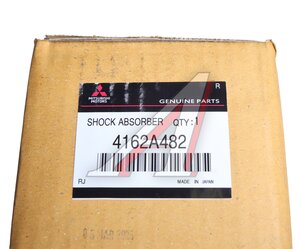 R
MITSUBISHI
MOTORS
GENUINE PARTS
SHOCK ABSORBER QTY:1
4162A482
RJ
MADE IN JAPAN